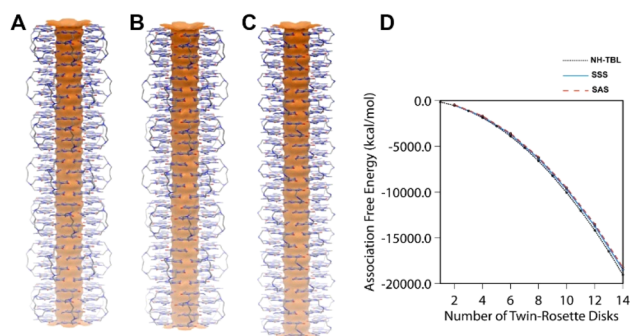 A
B
C
D
NH-TBL
SSS
SAS
Association Free Energy (kcal/mol)
0.0
-5000.0
-10000.0
-15000.0
-20000.0
2 4 6 8 10 12 14
Number of Twin-Rosette Disks